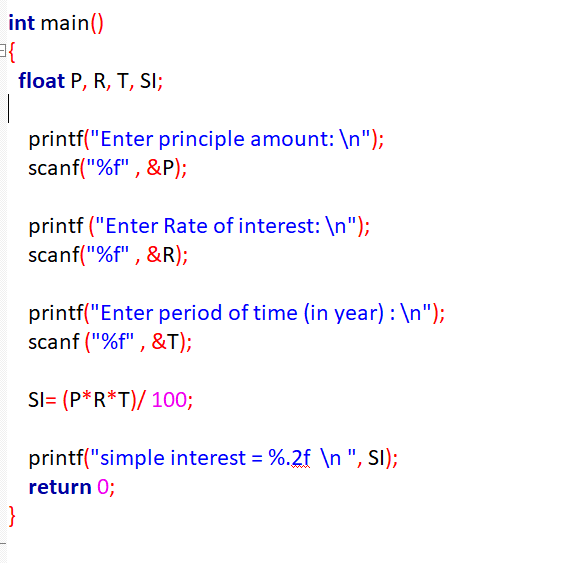 int main()
{
float P, R, T, SI;
printf("Enter principle amount: \n");
scanf("%f" , &P);
printf ("Enter Rate of interest: \n");
scanf("%f" , &R);
printf("Enter period of time (in year) : \n");
scanf ("%f" , &T);
SI= (P*R*T)/ 100;
printf("simple interest = %.2f  \n ", SI);
return 0;
}